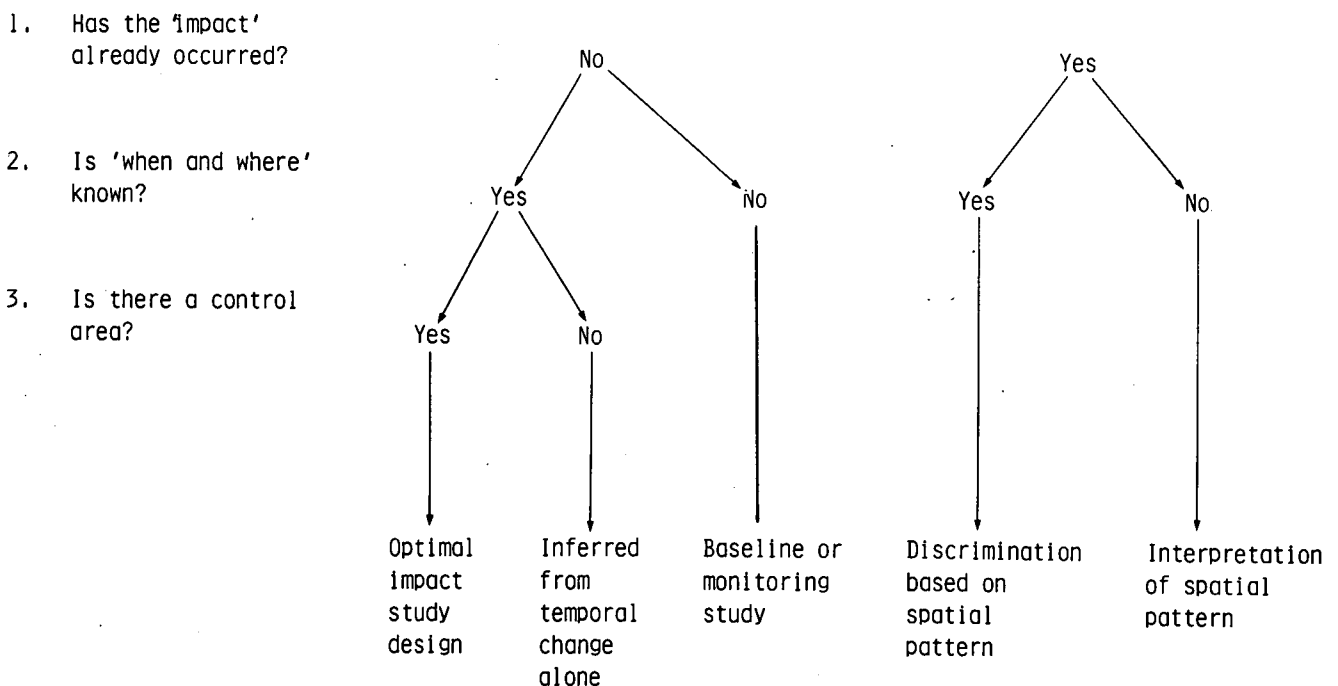 1. Has the 'impact'
already occurred?
No
Yes
2. Is 'when and where'
known?
Yes
No
Yes
No
3. Is there a control
area?
Yes
No
Optimal
impact
study
design
Inferred
from
temporal
change
alone
Baseline or
monitoring
study
Discrimination
based on
spatial
pattern
Interpretation
of spatial
pattern